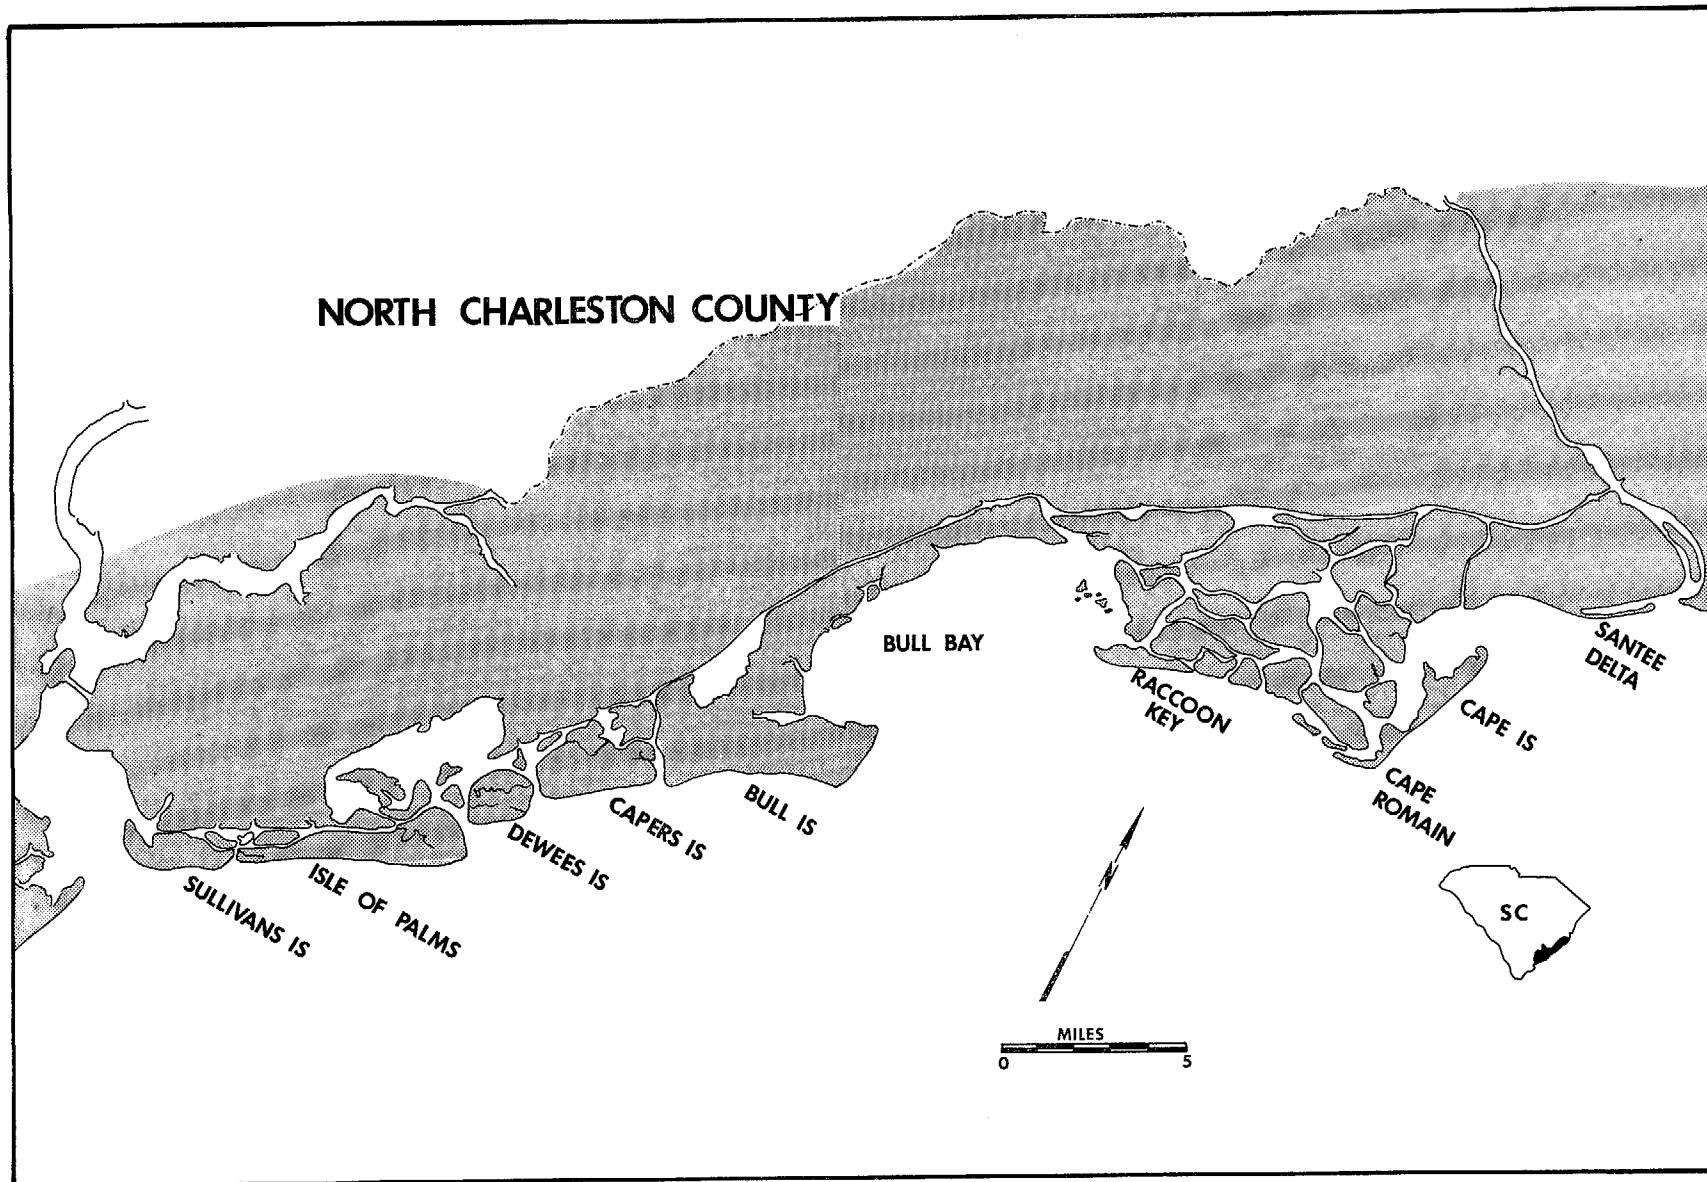 NORTH CHARLESTON COUNTY
BULL BAY
SANTEE
DELTA
RACCOON
KEY
CAPE IS
CAPE
ROMAIN
BULL IS
CAPERS IS
DEWEES IS
ISLE OF PALMS
SULLIVANS IS
SC
MILES
0 5